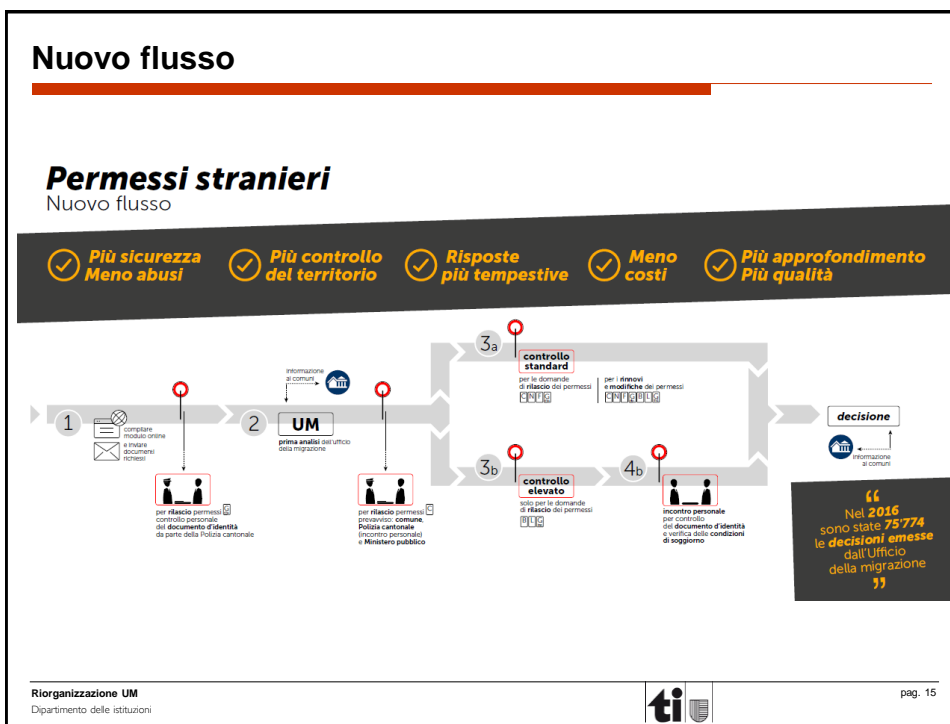 Nuovo flusso
Permessi stranieri
Nuovo flusso
Più sicurezza
Meno abusi
Più controllo
del territorio
Risposte
più tempestive
Meno
costi
Più approfondimento
Più qualità
1
compilare
modulo online
e inviare
documenti
richiesti
per rilascio permessi G
controllo personale
del documento d'identità
da parte della Polizia cantonale
2
informazione
ai comuni
UM
prima analisi dell'ufficio
della migrazione
per rilascio permessi C
preavviso: comune,
Polizia cantonale
(incontro personale)
e Ministero pubblico
3a
controllo
standard
per le domande
di rilascio dei permessi
C N F G
per i rinnovi
e modifiche dei permessi
C N F G B L G
3b
controllo
elevato
solo per le domande
di rilascio dei permessi
B L G
4b
incontro personale
per controllo
del documento d'identità
e verifica delle condizioni
di soggiorno
decisione
informazione
ai comuni
“
Nel 2016
sono state 75'774
le decisioni emesse
dall'Ufficio
della migrazione
”
Riorganizzazione UM
Dipartimento delle istituzioni
ti
pag. 15